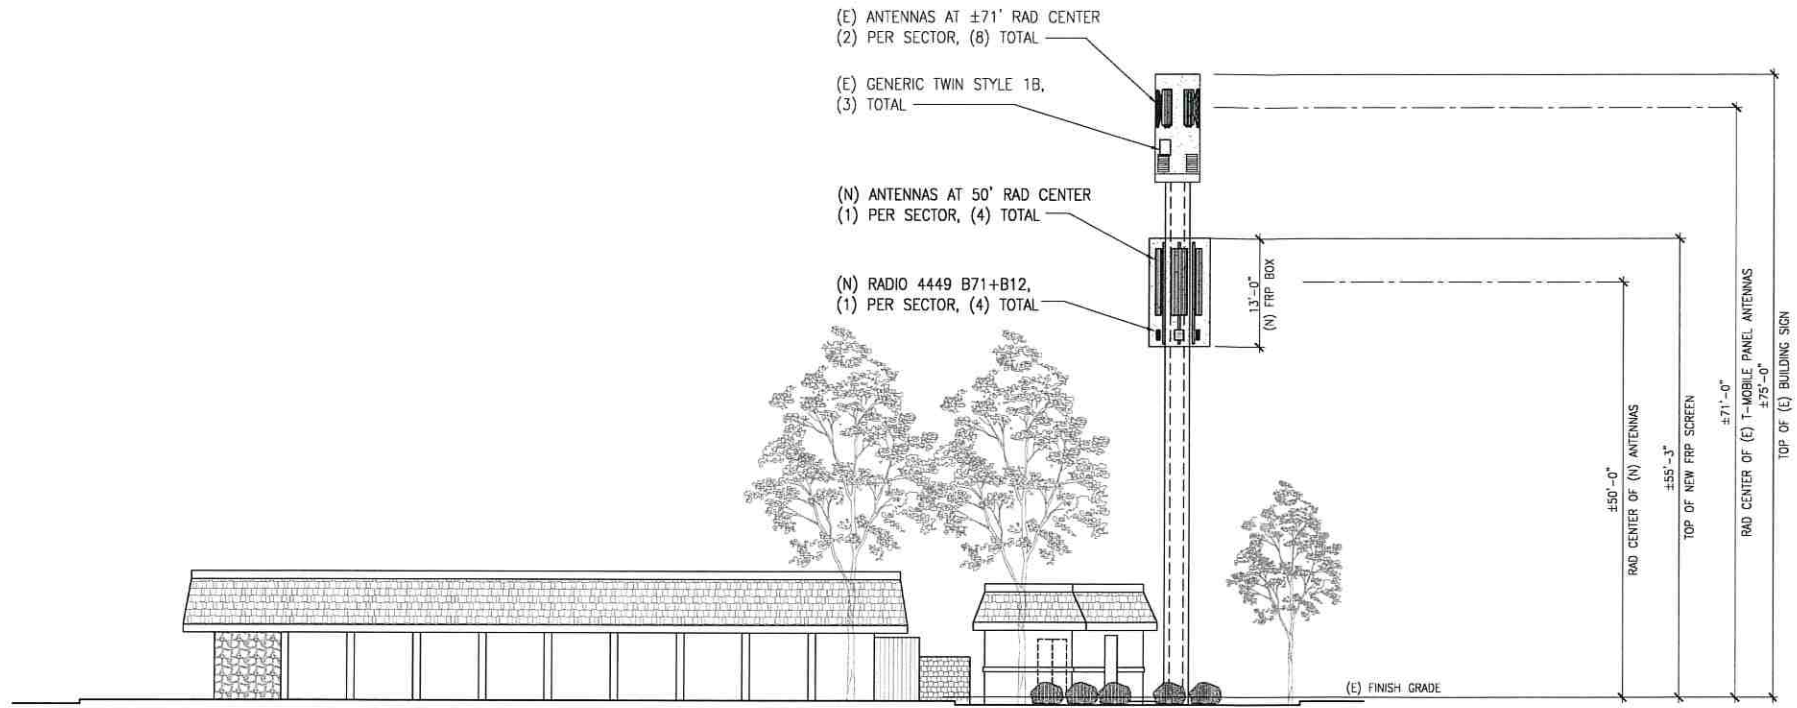 (E) ANTENNAS AT ±71' RAD CENTER
(2) PER SECTOR, (8) TOTAL
(E) GENERIC TWIN STYLE 1B,
(3) TOTAL
(N) ANTENNAS AT 50' RAD CENTER
(1) PER SECTOR, (4) TOTAL
(N) RADIO 4449 B71+B12,
(1) PER SECTOR, (4) TOTAL
13'-0"
(N) FRP BOX
±50'-0"
RAD CENTER OF (N) ANTENNAS
±55'-3"
TOP OF NEW FRP SCREEN
±71'-0"
RAD CENTER OF (E) T-MOBILE PANEL ANTENNAS
±75'-0"
TOP OF (E) BUILDING SIGN
(E) FINISH GRADE